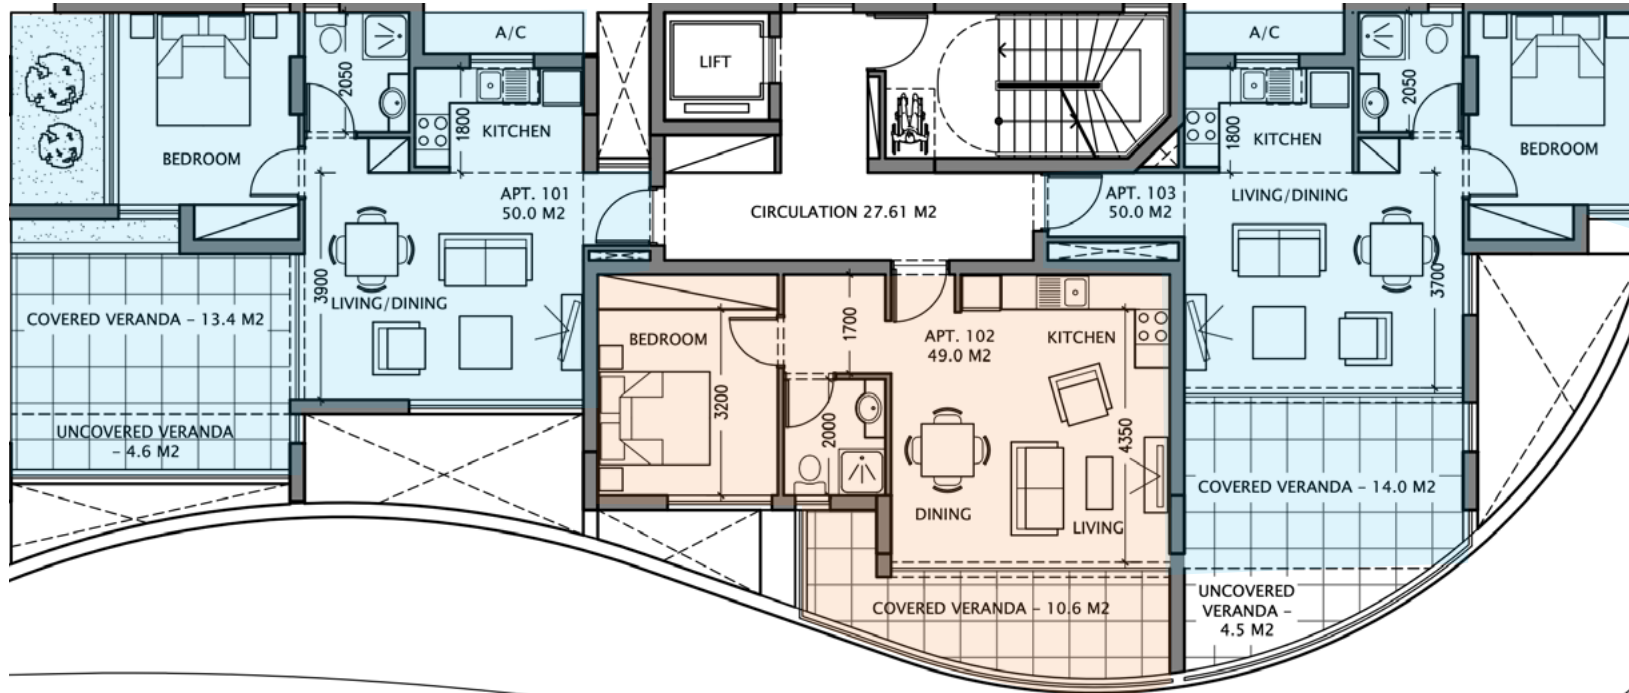 A/C
LIFT
A/C
2050
1800
KITCHEN
BEDROOM
2050
1800
KITCHEN
BEDROOM
APT. 101
50.0 M2
CIRCULATION 27.61 M2
APT. 103
50.0 M2
LIVING/DINING
3900
LIVING/DINING
3700
COVERED VERANDA – 13.4 M2
BEDROOM
1700
APT. 102
49.0 M2
KITCHEN
3200
2000
4350
UNCOVERED VERANDA
– 4.6 M2
DINING
LIVING
COVERED VERANDA – 14.0 M2
COVERED VERANDA – 10.6 M2
UNCOVERED
VERANDA –
4.5 M2